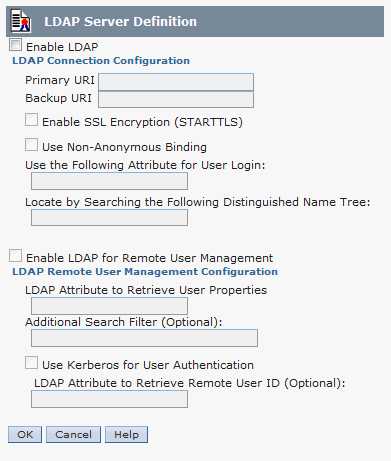 LDAP Server Definition
Enable LDAP
LDAP Connection Configuration
Primary URI
Backup URI
Enable SSL Encryption (STARTTLS)
Use Non-Anonymous Binding
Use the Following Attribute for User Login:
Locate by Searching the Following Distinguished Name Tree:
Enable LDAP for Remote User Management
LDAP Remote User Management Configuration
LDAP Attribute to Retrieve User Properties
Additional Search Filter (Optional):
Use Kerberos for User Authentication
LDAP Attribute to Retrieve Remote User ID (Optional):
OK Cancel Help